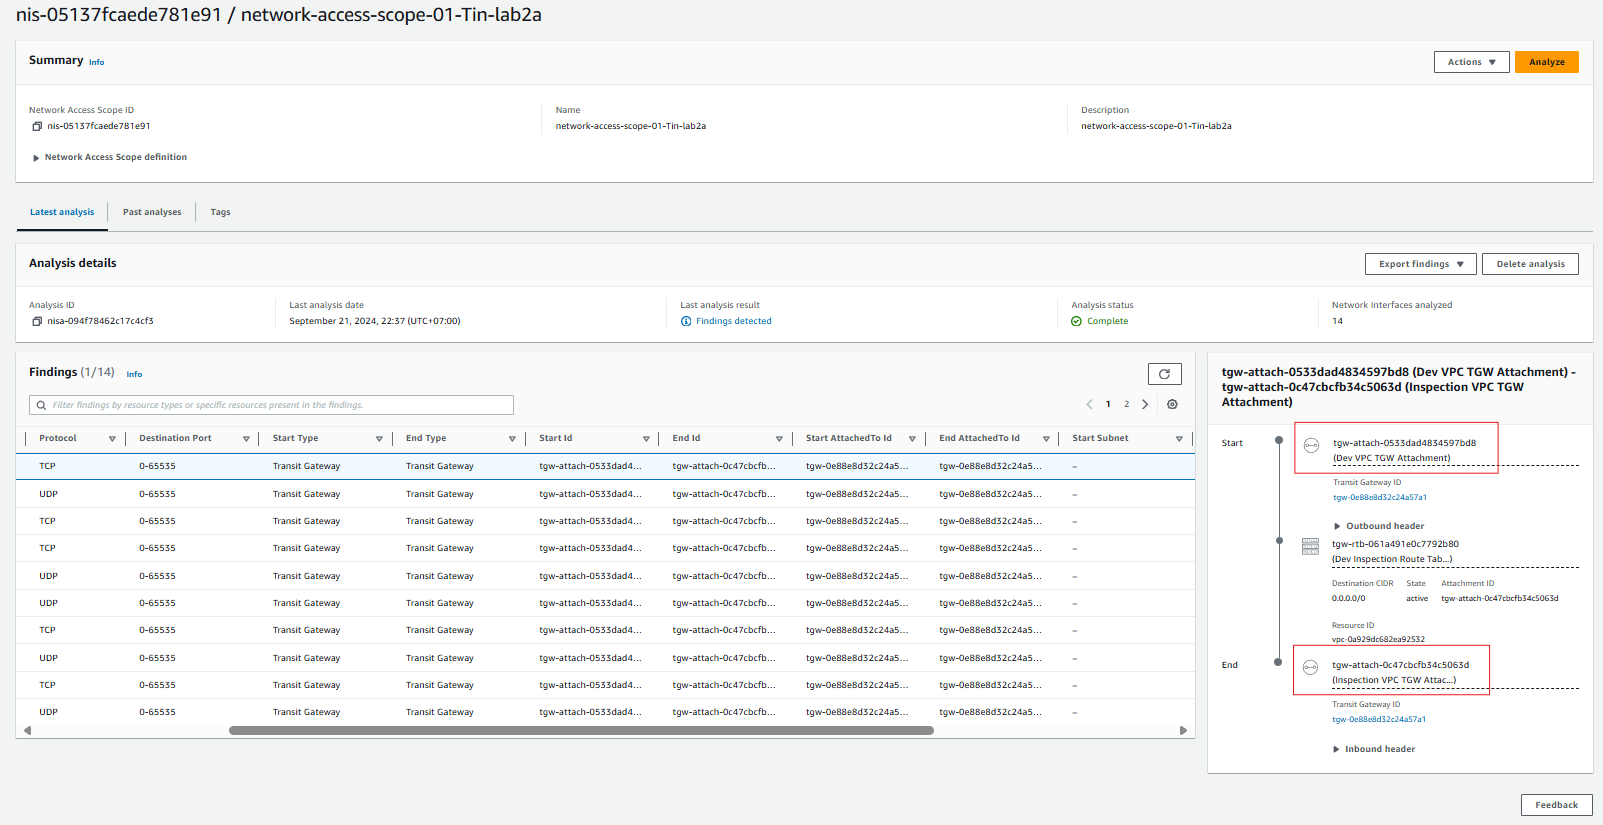 nis-05137fcaede781e91 / network-access-scope-01-Tin-lab2a
Summary Info
Actions
Analyze
Network Access Scope ID
nis-05137fcaede781e91
Name
network-access-scope-01-Tin-lab2a
Description
network-access-scope-01-Tin-lab2a
Network Access Scope definition
Latest analysis Past analyses Tags
Analysis details
Export findings
Delete analysis
Analysis ID
nisa-094f78462c17c4cf3
Last analysis date
September 21, 2024, 22:37 (UTC+07:00)
Last analysis result
Findings detected
Analysis status
Complete
Network Interfaces analyzed
14
Findings (1/14) Info
Filter findings by resource types or specific resources present in the findings.
1 2
Protocol Destination Port Start Type End Type Start Id End Id Start AttachedTo Id End AttachedTo Id Start Subnet
TCP 0-65535 Transit Gateway Transit Gateway tgw-attach-0533dad4... tgw-attach-0c47cbcfb... tgw-0e88e8d32c24a5... tgw-0e88e8d32c24a5... –
UDP 0-65535 Transit Gateway Transit Gateway tgw-attach-0533dad4... tgw-attach-0c47cbcfb... tgw-0e88e8d32c24a5... tgw-0e88e8d32c24a5... –
TCP 0-65535 Transit Gateway Transit Gateway tgw-attach-0533dad4... tgw-attach-0c47cbcfb... tgw-0e88e8d32c24a5... tgw-0e88e8d32c24a5... –
TCP 0-65535 Transit Gateway Transit Gateway tgw-attach-0533dad4... tgw-attach-0c47cbcfb... tgw-0e88e8d32c24a5... tgw-0e88e8d32c24a5... –
UDP 0-65535 Transit Gateway Transit Gateway tgw-attach-0533dad4... tgw-attach-0c47cbcfb... tgw-0e88e8d32c24a5... tgw-0e88e8d32c24a5... –
UDP 0-65535 Transit Gateway Transit Gateway tgw-attach-0533dad4... tgw-attach-0c47cbcfb... tgw-0e88e8d32c24a5... tgw-0e88e8d32c24a5... –
TCP 0-65535 Transit Gateway Transit Gateway tgw-attach-0533dad4... tgw-attach-0c47cbcfb... tgw-0e88e8d32c24a5... tgw-0e88e8d32c24a5... –
UDP 0-65535 Transit Gateway Transit Gateway tgw-attach-0533dad4... tgw-attach-0c47cbcfb... tgw-0e88e8d32c24a5... tgw-0e88e8d32c24a5... –
TCP 0-65535 Transit Gateway Transit Gateway tgw-attach-0533dad4... tgw-attach-0c47cbcfb... tgw-0e88e8d32c24a5... tgw-0e88e8d32c24a5... –
UDP 0-65535 Transit Gateway Transit Gateway tgw-attach-0533dad4... tgw-attach-0c47cbcfb... tgw-0e88e8d32c24a5... tgw-0e88e8d32c24a5... –
tgw-attach-0533dad4834597bd8 (Dev VPC TGW Attachment) -
tgw-attach-0c47cbcfb34c5063d (Inspection VPC TGW
Attachment)
Start
tgw-attach-0533dad4834597bd8
(Dev VPC TGW Attachment)
Transit Gateway ID
tgw-0e88e8d32c24a57a1
Outbound header
tgw-rtb-061a491e0c7792b80
(Dev Inspection Route Tab...)
Destination CIDR State Attachment ID
0.0.0.0/0 active tgw-attach-0c47cbcfb34c5063d
Resource ID
vpc-0a929dc682ea92532
End
tgw-attach-0c47cbcfb34c5063d
(Inspection VPC TGW Attac...)
Transit Gateway ID
tgw-0e88e8d32c24a57a1
Inbound header
Feedback